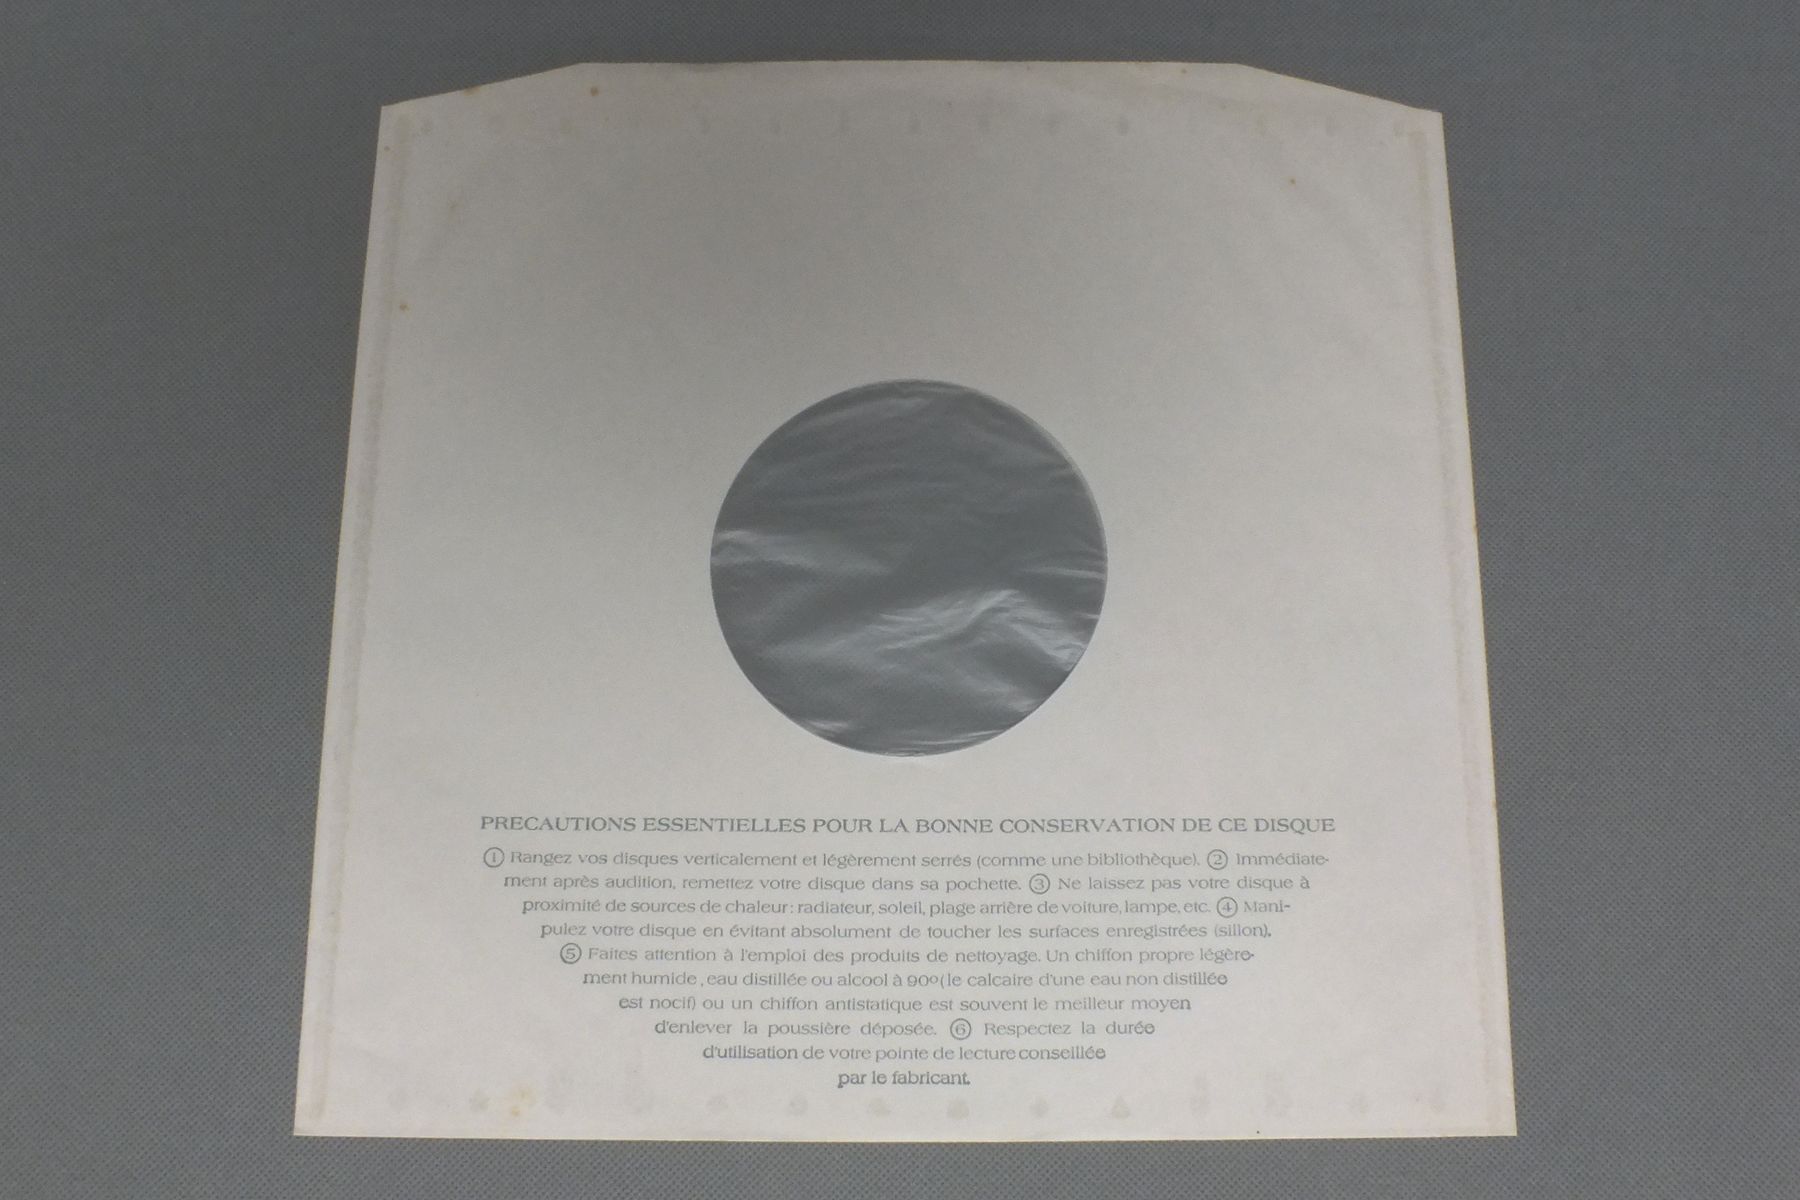 PRECAUTIONS ESSENTIELLES POUR LA BONNE CONSERVATION DE CE DISQUE
① Rangez vos disques verticalement et légèrement serrés (comme une bibliothèque). ② Immédiate-
ment après audition, remettez votre disque dans sa pochette. ③ Ne laissez pas votre disque à
proximité de sources de chaleur: radiateur, soleil, plage arrière de voiture, lampe, etc. ④ Mani-
pulez votre disque en évitant absolument de toucher les surfaces enregistrées (sillon).
⑤ Faites attention à l'emploi des produits de nettoyage. Un chiffon propre légère-
ment humide, eau distillée ou alcool à 90º (le calcaire d'une eau non distillée
est nocif) ou un chiffon antistatique est souvent le meilleur moyen
d'enlever la poussière déposée. ⑥ Respectez la durée
d'utilisation de votre pointe de lecture conseillée
par le fabricant.